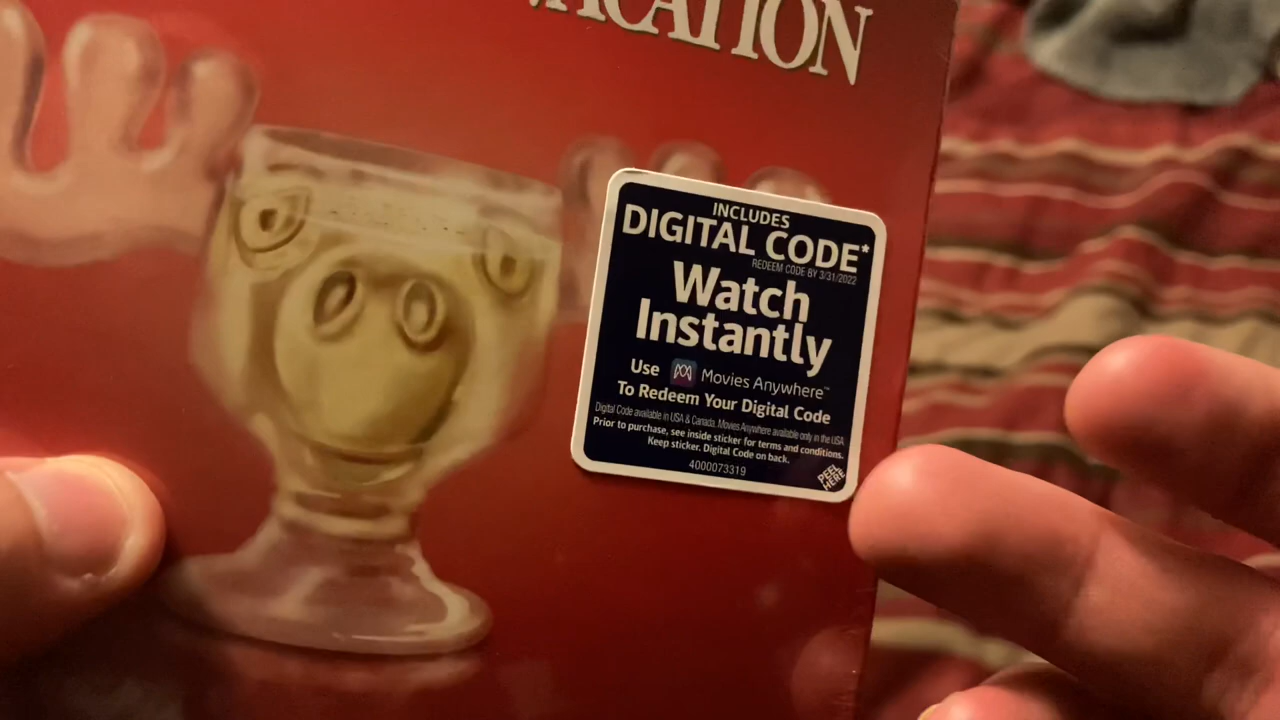 VACATION
INCLUDES
DIGITAL CODE*
REDEEM CODE BY 3/31/2022
Watch
Instantly
Use Movies Anywhere™
To Redeem Your Digital Code
Digital Code available in USA & Canada. Movies Anywhere available only in the USA
Prior to purchase, see inside sticker for terms and conditions.
Keep sticker. Digital Code on back.
4000073319
PEEL
HERE